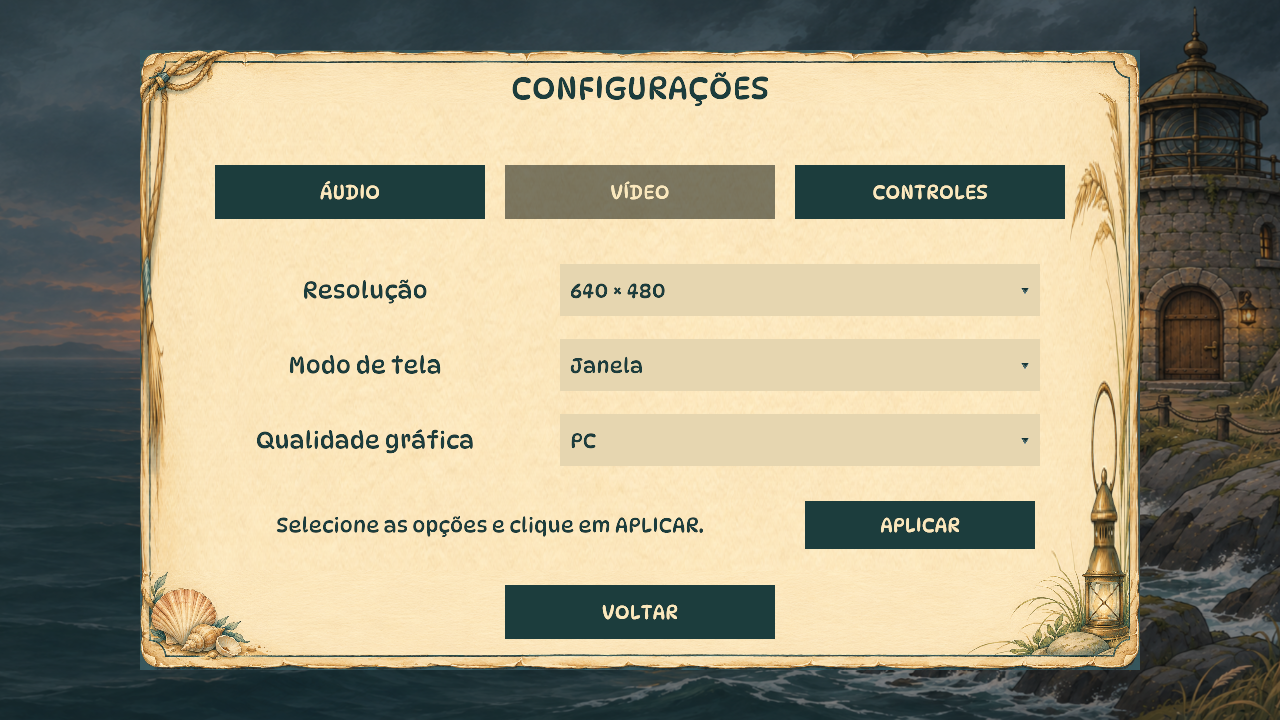 CONFIGURAÇÕES
ÁUDIO
VÍDEO
CONTROLES
Resolução
640 × 480
Modo de tela
Janela
Qualidade gráfica
PC
Selecione as opções e clique em APLICAR.
APLICAR
VOLTAR